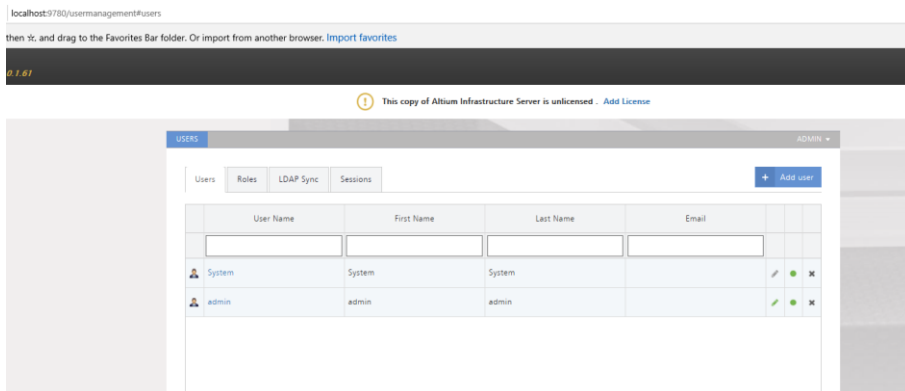 localhost:9780/usermanagement#users
then ☆, and drag to the Favorites Bar folder. Or import from another browser. Import favorites
0.1.61
This copy of Altium Infrastructure Server is unlicensed . Add License
USERS ADMIN
Users Roles LDAP Sync Sessions + Add user
User Name First Name Last Name Email
System System System
admin admin admin